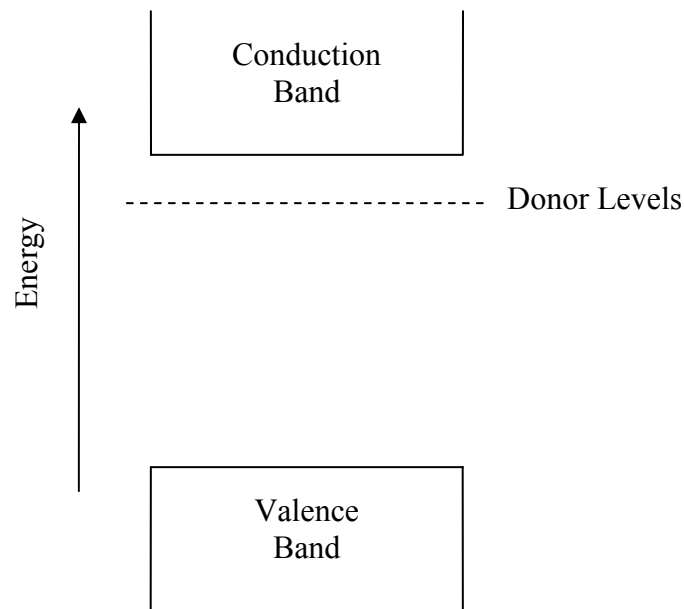 Conduction
Band
Donor Levels
Energy
Valence
Band